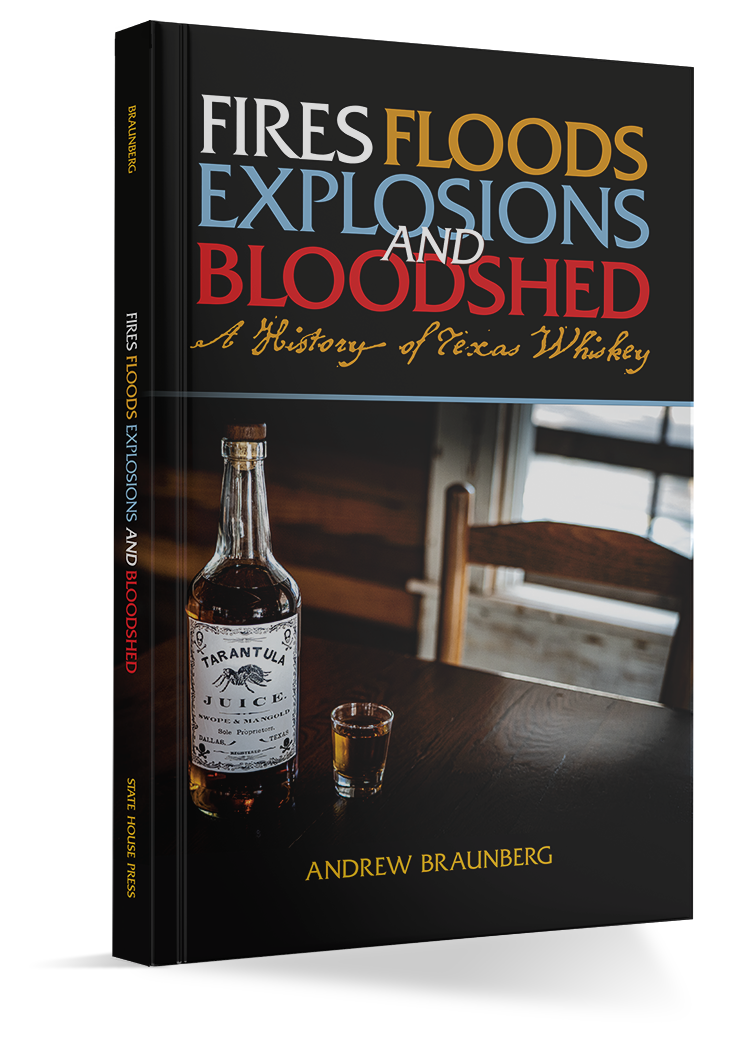 BRAUNBERG
FIRES FLOODS EXPLOSIONS AND BLOODSHED
STATE HOUSE PRESS
FIRES FLOODS
EXPLOSIONS
AND
BLOODSHED
A History of Texas Whiskey
TARANTULA
JUICE.
SWOPE & MANGOLD
Sole Proprietors,
DALLAS, TEXAS
REGISTERED
ANDREW BRAUNBERG